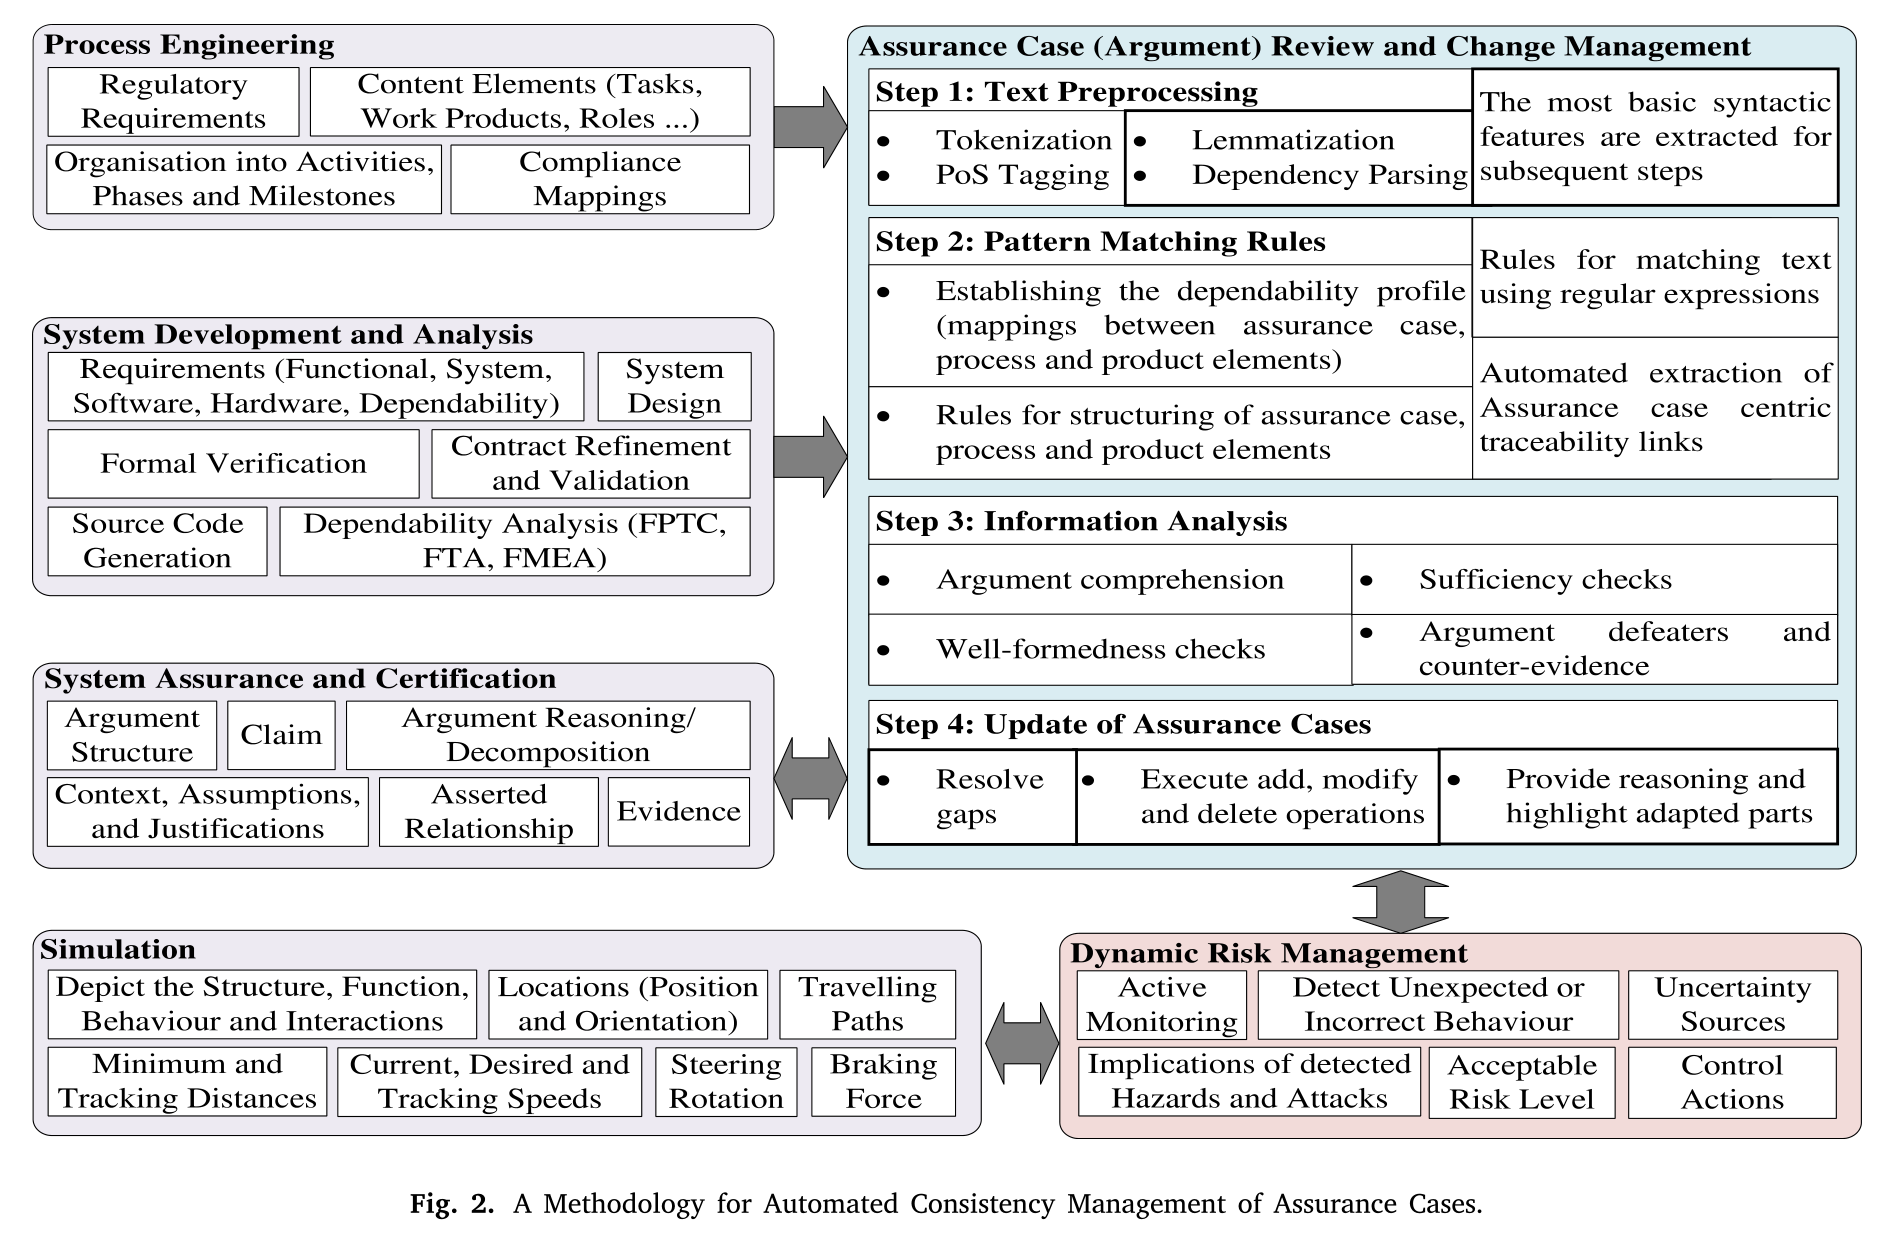 Process Engineering
Regulatory
Requirements
Content Elements (Tasks,
Work Products, Roles ...)
Organisation into Activities,
Phases and Milestones
Compliance
Mappings
System Development and Analysis
Requirements (Functional, System,
Software, Hardware, Dependability)
System
Design
Formal Verification
Contract Refinement
and Validation
Source Code
Generation
Dependability Analysis (FPTC,
FTA, FMEA)
System Assurance and Certification
Argument
Structure
Claim
Argument Reasoning/
Decomposition
Context, Assumptions,
and Justifications
Asserted
Relationship
Evidence
Assurance Case (Argument) Review and Change Management
Step 1: Text Preprocessing
• Tokenization
• PoS Tagging
• Lemmatization
• Dependency Parsing
The most basic syntactic
features are extracted for
subsequent steps
Step 2: Pattern Matching Rules
• Establishing the dependability profile
(mappings between assurance case,
process and product elements)
• Rules for structuring of assurance case,
process and product elements
Rules for matching text
using regular expressions
Automated extraction of
Assurance case centric
traceability links
Step 3: Information Analysis
• Argument comprehension
• Sufficiency checks
• Well-formedness checks
• Argument defeaters and
counter-evidence
Step 4: Update of Assurance Cases
• Resolve
gaps
• Execute add, modify
and delete operations
• Provide reasoning and
highlight adapted parts
Simulation
Depict the Structure, Function,
Behaviour and Interactions
Locations (Position
and Orientation)
Travelling
Paths
Minimum and
Tracking Distances
Current, Desired and
Tracking Speeds
Steering
Rotation
Braking
Force
Dynamic Risk Management
Active
Monitoring
Detect Unexpected or
Incorrect Behaviour
Uncertainty
Sources
Implications of detected
Hazards and Attacks
Acceptable
Risk Level
Control
Actions
Fig. 2. A Methodology for Automated Consistency Management of Assurance Cases.